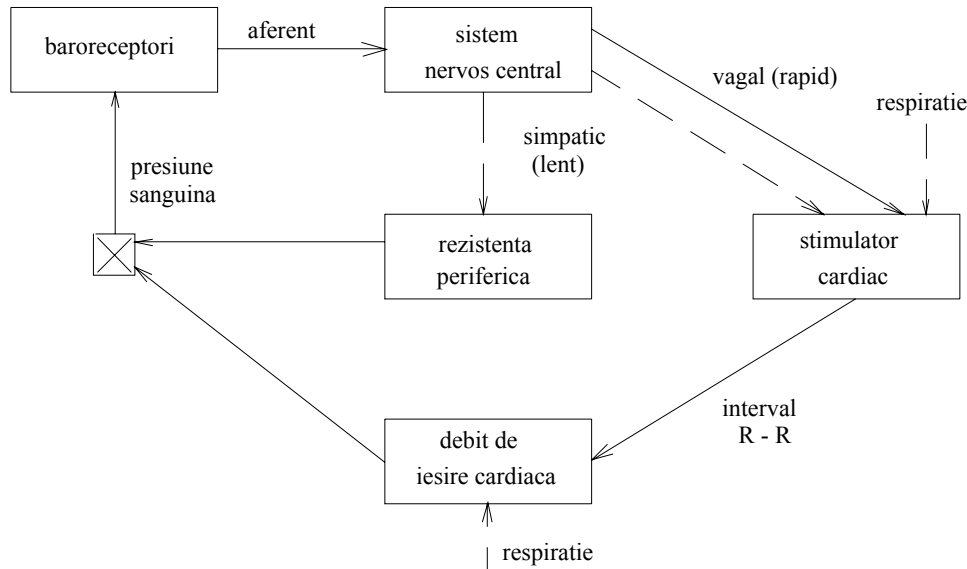 baroreceptori
aferent
sistem
nervos central
vagal (rapid)
respiratie
simpatic
(lent)
presiune
sanguina
rezistenta
periferica
stimulator
cardiac
interval
R - R
debit de
iesire cardiaca
respiratie